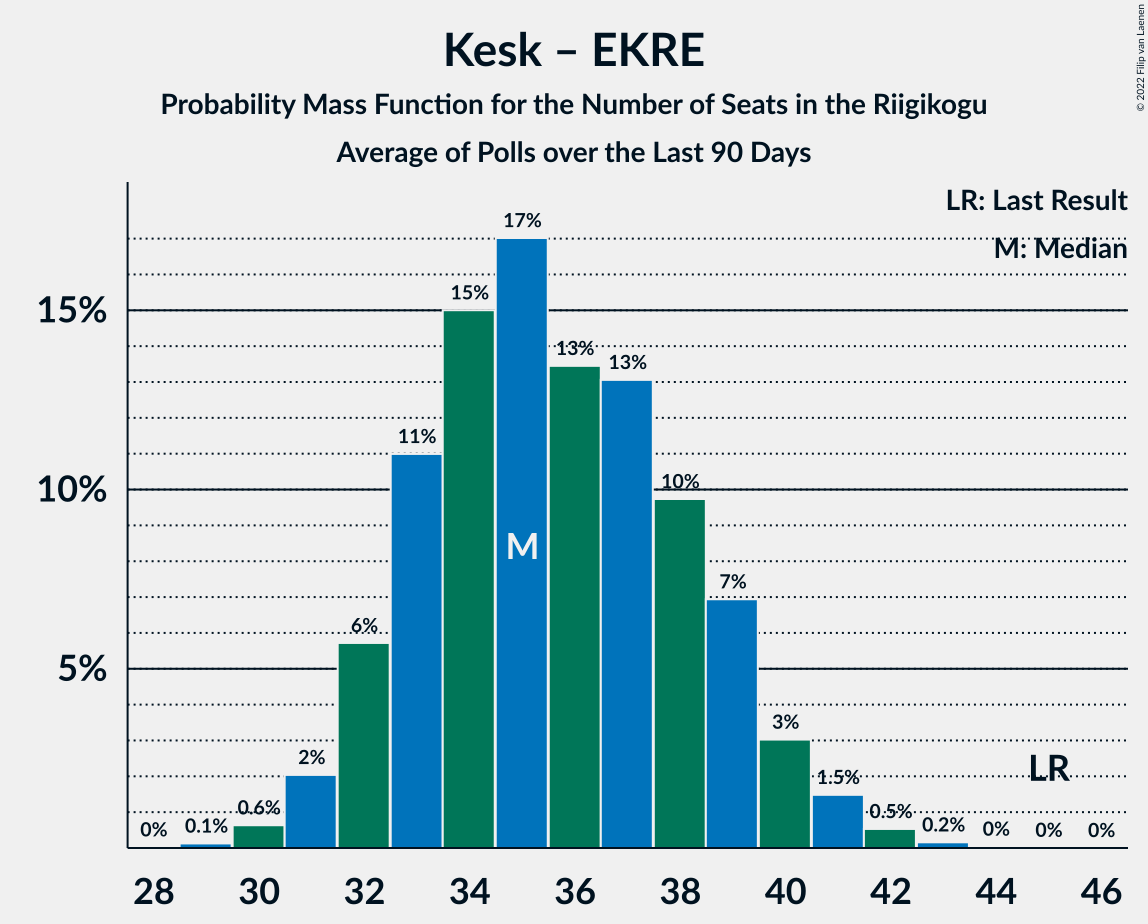 Kesk – EKRE
Probability Mass Function for the Number of Seats in the Riigikogu
Average of Polls over the Last 90 Days
© 2022 Filip van Laenen
LR: Last Result
M: Median
17%
15%
15%
13%
13%
11%
10%
10%
M
7%
6%
5%
3%
2%
LR
1.5%
0.6%
0.5%
0%
0.1%
0.2%
0%
0%
0%
28 30 32 34 36 38 40 42 44 46